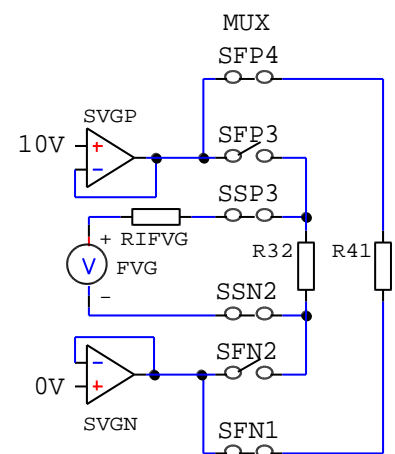 MUX
SFP4
SVGP
10V
+
−
SFP3
SSP3
+ RIFVG
R32
R41
V
FVG
−
SSN2
SFN2
−
0V
+
SVGN
SFN1